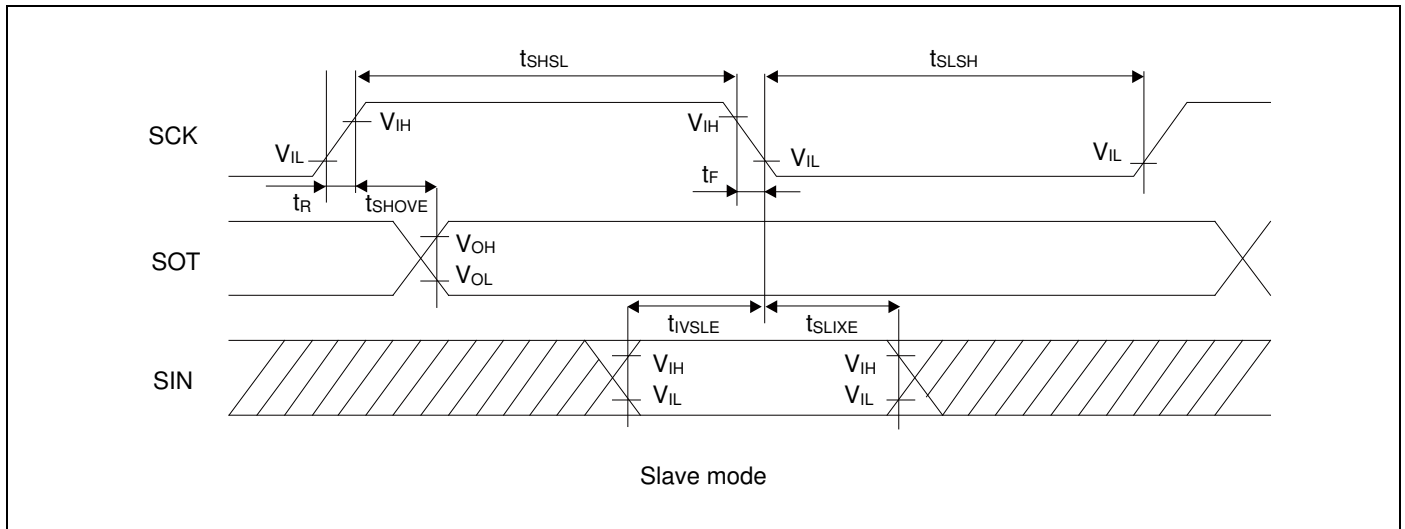 tSHSL
tSLSH
SCK
VIH
VIH
VIL
VIL
VIL
tF
tR
tSHOVE
SOT
VOH
VOL
tIVSLE
tSLIXE
SIN
VIH
VIH
VIL
VIL
Slave mode